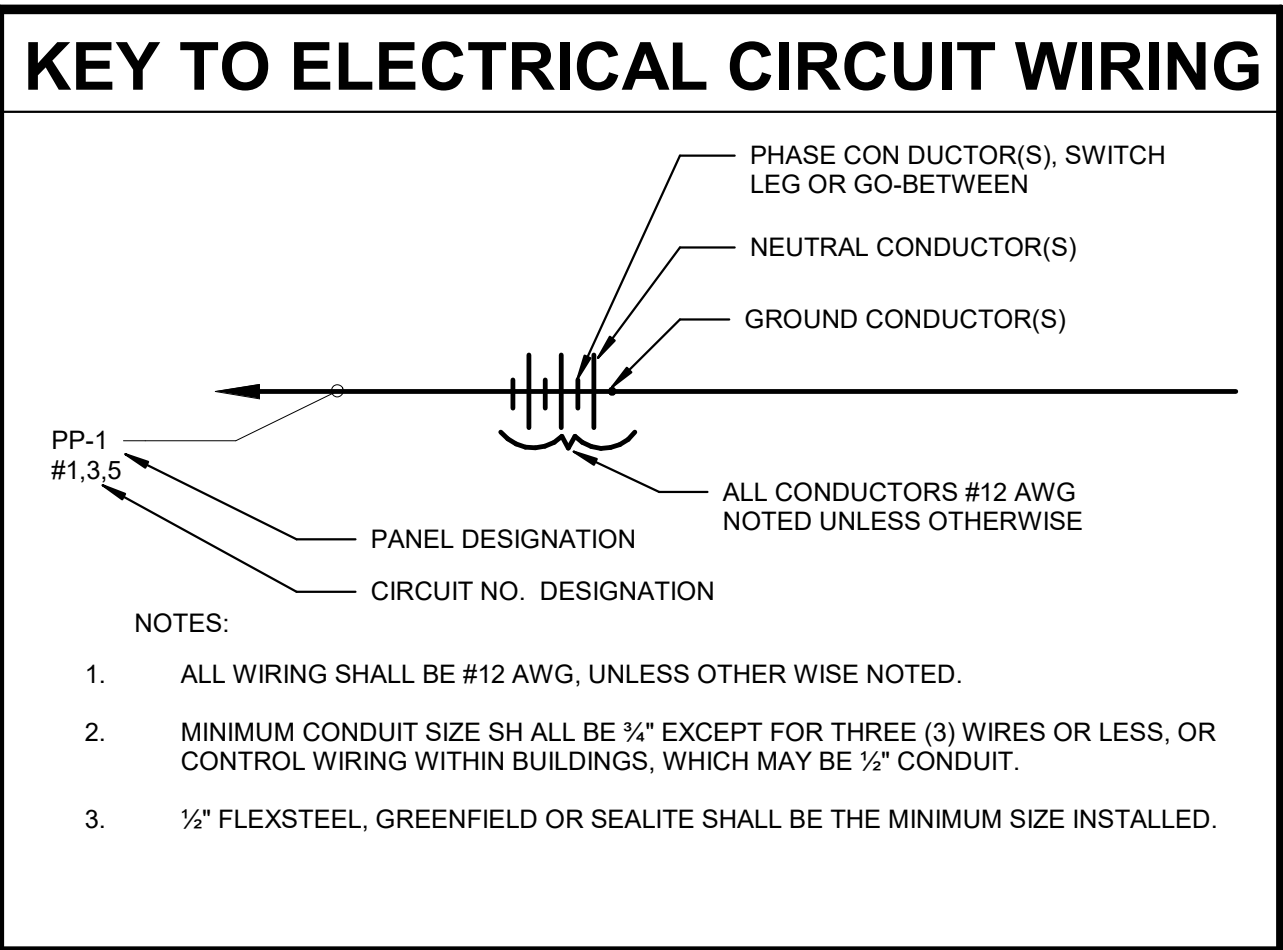 KEY TO ELECTRICAL CIRCUIT WIRING
PHASE CON DUCTOR(S), SWITCH
LEG OR GO-BETWEEN
NEUTRAL CONDUCTOR(S)
GROUND CONDUCTOR(S)
PP-1
#1,3,5
ALL CONDUCTORS #12 AWG
NOTED UNLESS OTHERWISE
PANEL DESIGNATION
CIRCUIT NO. DESIGNATION
NOTES:
1. ALL WIRING SHALL BE #12 AWG, UNLESS OTHER WISE NOTED.
2. MINIMUM CONDUIT SIZE SH ALL BE ¾" EXCEPT FOR THREE (3) WIRES OR LESS, OR
CONTROL WIRING WITHIN BUILDINGS, WHICH MAY BE ½" CONDUIT.
3. ½" FLEXSTEEL, GREENFIELD OR SEALITE SHALL BE THE MINIMUM SIZE INSTALLED.